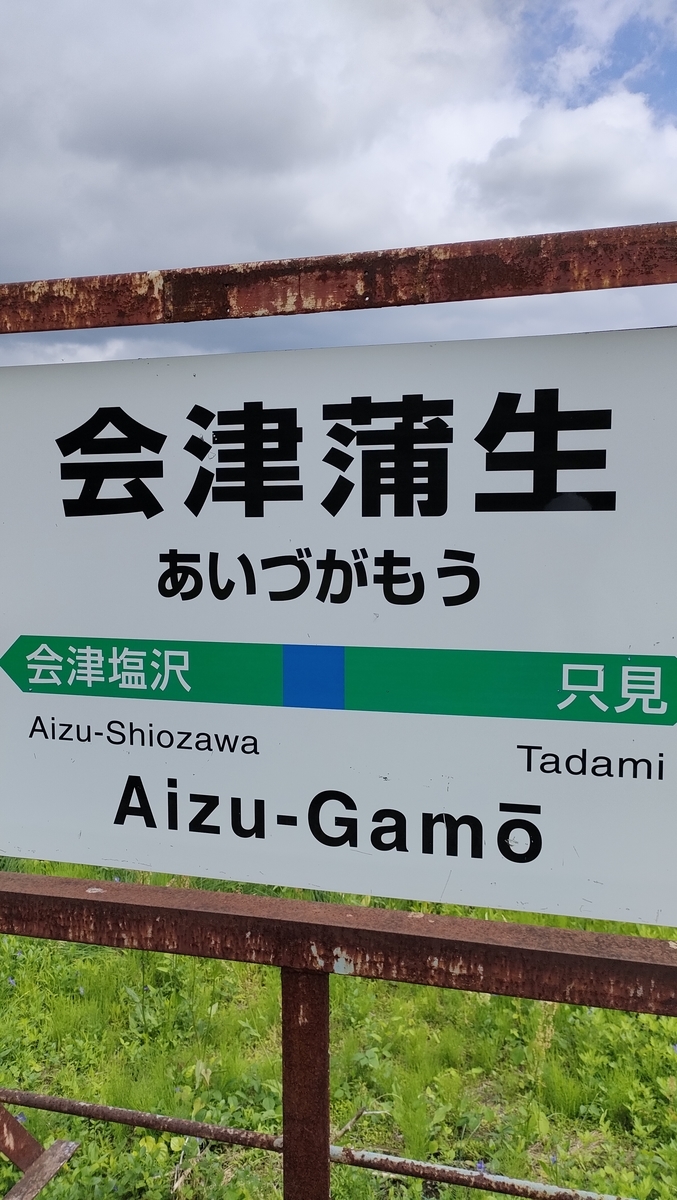 会津蒲生
あいづがもう
会津塩沢 只見
Aizu-Shiozawa Tadami
Aizu-Gamō